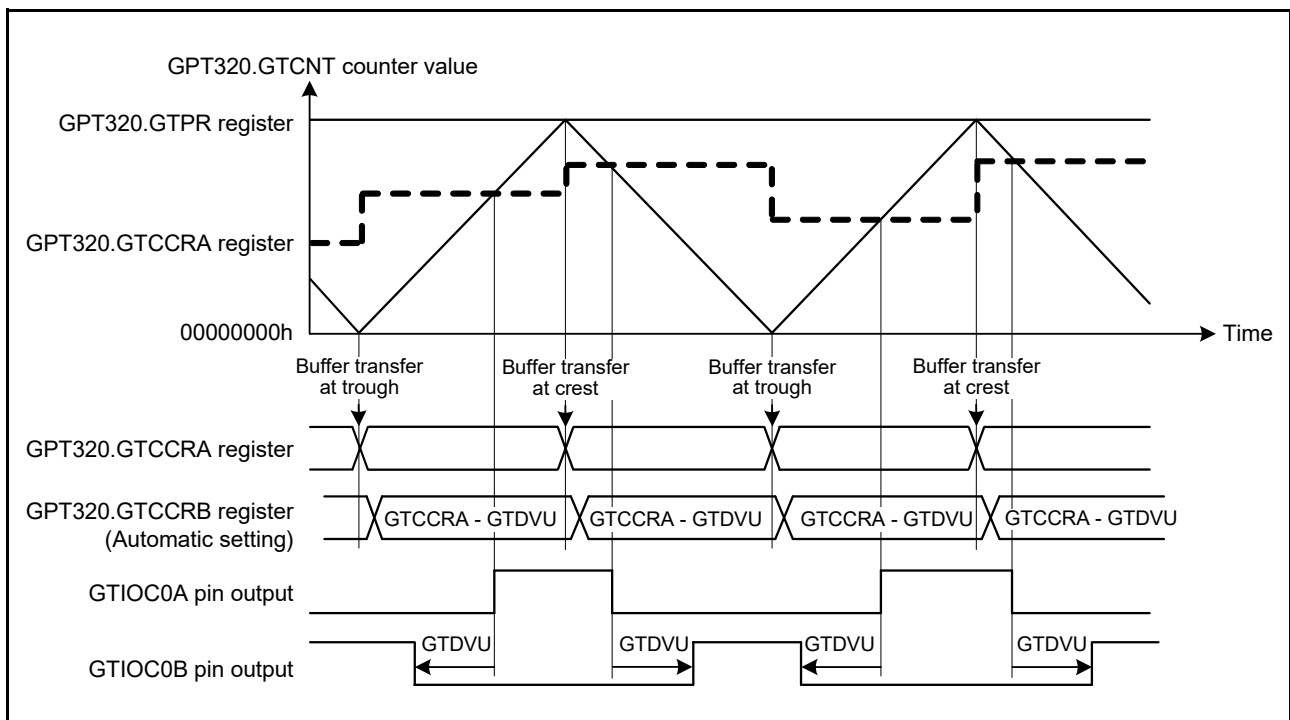 GPT320.GTCNT counter value
GPT320.GTPR register
GPT320.GTCCRA register
00000000h
Time
Buffer transfer
at trough
Buffer transfer
at crest
Buffer transfer
at trough
Buffer transfer
at crest
GPT320.GTCCRA register
GPT320.GTCCRB register
(Automatic setting)
GTCCRA - GTDVU
GTCCRA - GTDVU
GTCCRA - GTDVU
GTCCRA - GTDVU
GTIOC0A pin output
GTIOC0B pin output
GTDVU
GTDVU
GTDVU
GTDVU